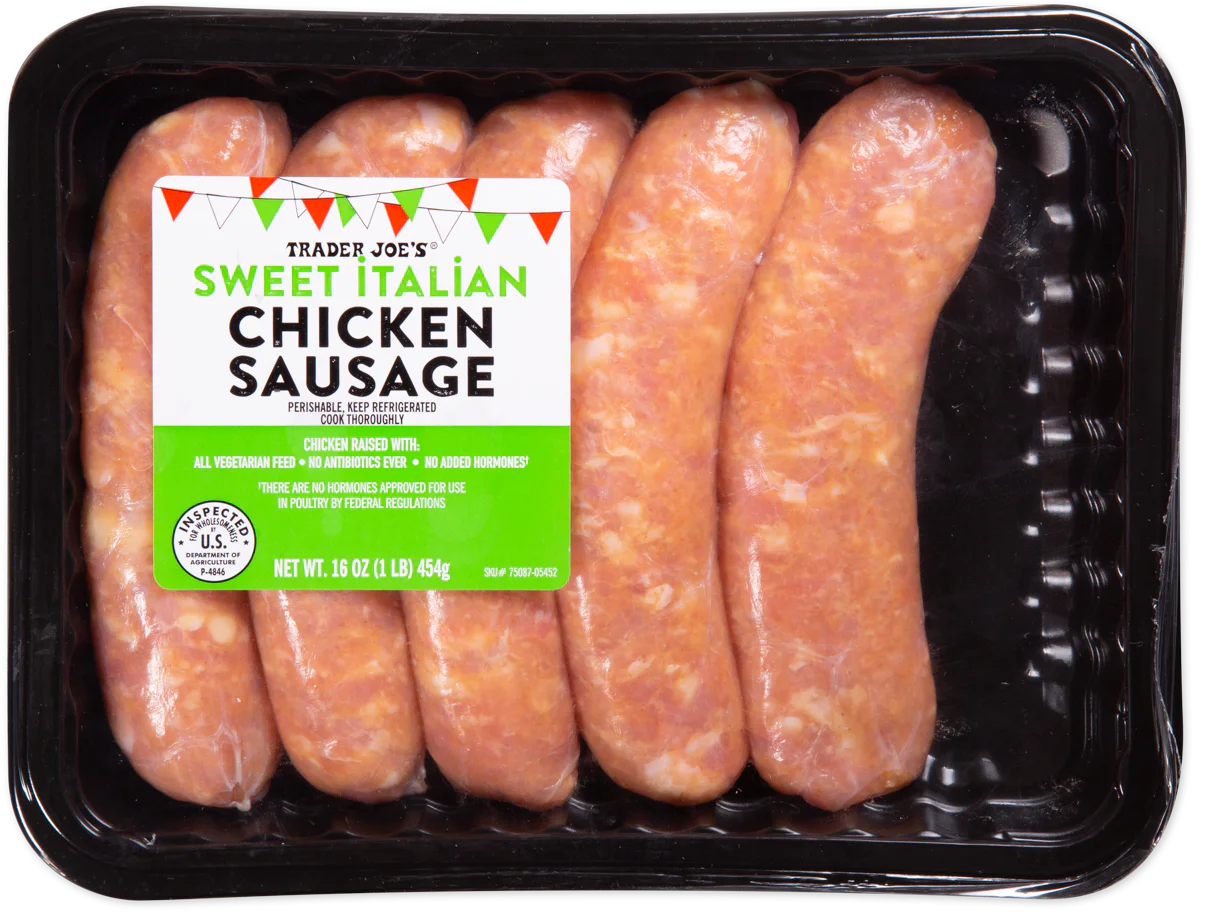 TRADER JOE'S®
SWEET ITALIAN
CHICKEN
SAUSAGE
PERISHABLE, KEEP REFRIGERATED
COOK THOROUGHLY
CHICKEN RAISED WITH:
ALL VEGETARIAN FEED • NO ANTIBIOTICS EVER • NO ADDED HORMONES†
†THERE ARE NO HORMONES APPROVED FOR USE
IN POULTRY BY FEDERAL REGULATIONS
INSPECTED
FOR WHOLESOMENESS
BY
U.S.
DEPARTMENT OF
AGRICULTURE
P-4846
NET WT. 16 OZ (1 LB) 454g
SKU# 75087-05452